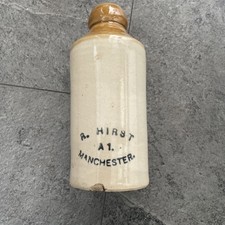 R. HIRST
A1.
MANCHESTER.